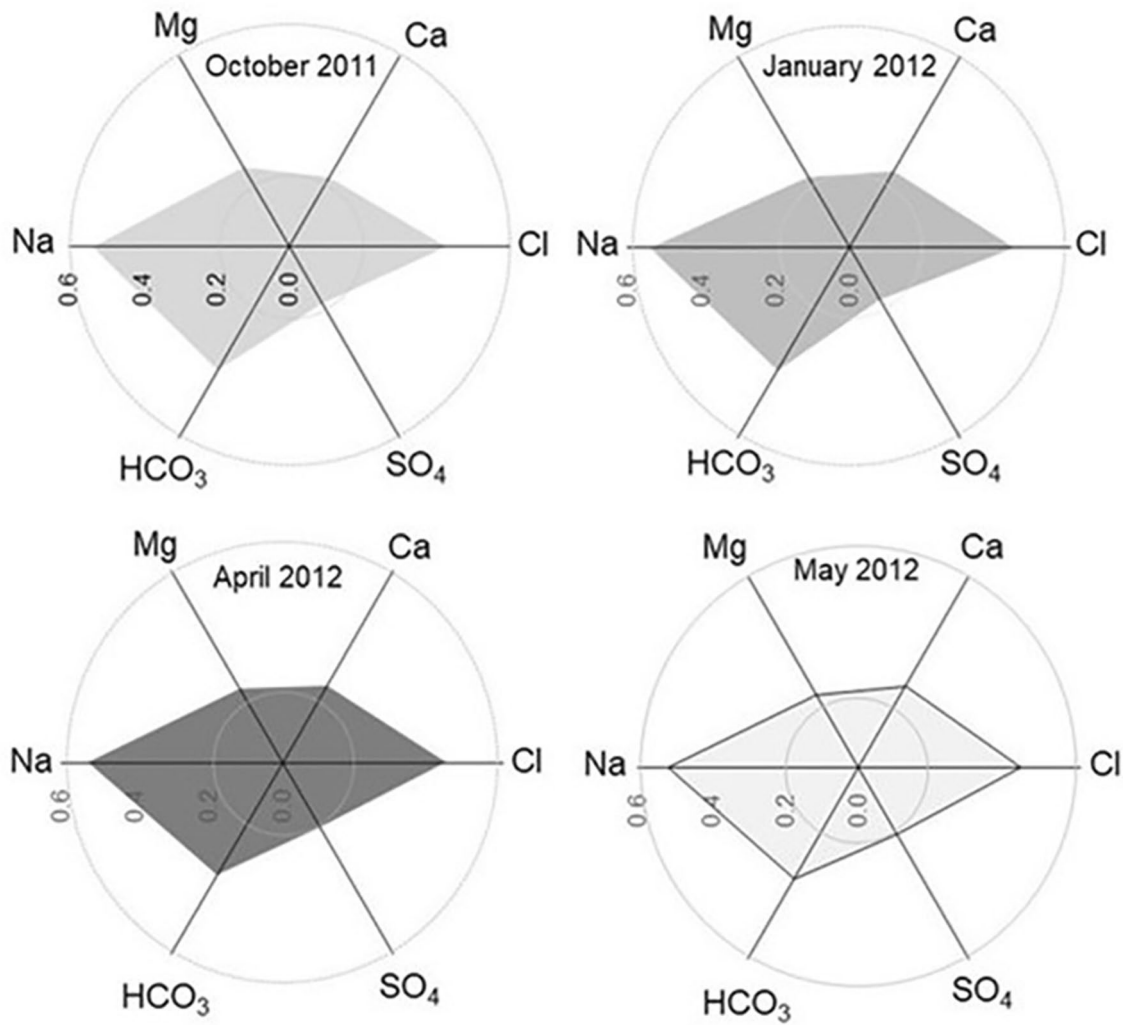 Mg
Ca
October 2011
Na
Cl
0.6
0.4
0.2
0.0
HCO₃
SO₄
Mg
Ca
January 2012
Na
Cl
0.6
0.4
0.2
0.0
HCO₃
SO₄
Mg
Ca
April 2012
Na
Cl
0.6
0.4
0.2
0.0
HCO₃
SO₄
Mg
Ca
May 2012
Na
Cl
0.6
0.4
0.2
0.0
HCO₃
SO₄